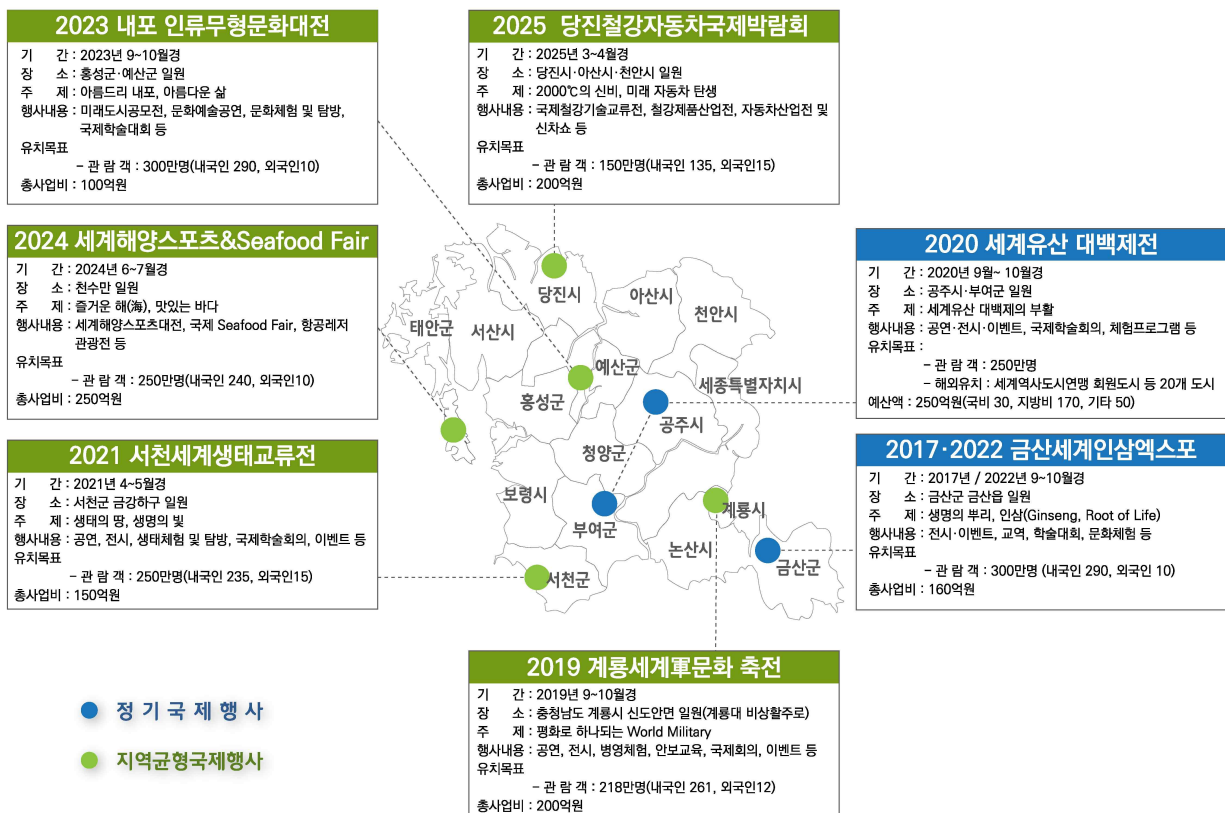 2023 내포 인류무형문화대전
기 간 : 2023년 9~10월경
장 소 : 홍성군·예산군 일원
주 제 : 아름드리 내포, 아름다운 삶
행사내용 : 미래도시공모전, 문화예술공연, 문화체험 및 탐방,
국제학술대회 등
유치목표
– 관 람 객 : 300만명(내국인 290, 외국인10)
총사업비 : 100억원
2025 당진철강자동차국제박람회
기 간 : 2025년 3~4월경
장 소 : 당진시·아산시·천안시 일원
주 제 : 2000℃의 신비, 미래 자동차 탄생
행사내용 : 국제철강기술교류전, 철강제품산업전, 자동차산업전 및
신차쇼 등
유치목표
– 관 람 객 : 150만명(내국인 135, 외국인15)
총사업비 : 200억원
2024 세계해양스포츠&Seafood Fair
기 간 : 2024년 6~7월경
장 소 : 천수만 일원
주 제 : 즐거운 해(海), 맛있는 바다
행사내용 : 세계해양스포츠대전, 국제 Seafood Fair, 항공레저
관광전 등
유치목표
– 관 람 객 : 250만명(내국인 240, 외국인10)
총사업비 : 250억원
2020 세계유산 대백제전
기 간 : 2020년 9월~ 10월경
장 소 : 공주시·부여군 일원
주 제 : 세계유산 대백제의 부활
행사내용 : 공연·전시·이벤트, 국제학술회의, 체험프로그램 등
유치목표 :
– 관 람 객 : 250만명
– 해외유치 : 세계역사도시연맹 회원도시 등 20개 도시
예산액 : 250억원(국비 30, 지방비 170, 기타 50)
2021 서천세계생태교류전
기 간 : 2021년 4~5월경
장 소 : 서천군 금강하구 일원
주 제 : 생태의 땅, 생명의 빛
행사내용 : 공연, 전시, 생태체험 및 탐방, 국제학술회의, 이벤트 등
유치목표
– 관 람 객 : 250만명(내국인 235, 외국인15)
총사업비 : 150억원
2017·2022 금산세계인삼엑스포
기 간 : 2017년 / 2022년 9~10월경
장 소 : 금산군 금산읍 일원
주 제 : 생명의 뿌리, 인삼(Ginseng, Root of Life)
행사내용 : 전시·이벤트, 교역, 학술대회, 문화체험 등
유치목표
– 관 람 객 : 300만명 (내국인 290, 외국인 10)
총사업비 : 160억원
당진시
아산시
천안시
태안군
서산시
예산군
세종특별자치시
홍성군
공주시
청양군
보령시
계룡시
부여군
논산시
금산군
서천군
2019 계룡세계軍문화 축전
기 간 : 2019년 9~10월경
장 소 : 충청남도 계룡시 신도안면 일원(계룡대 비상활주로)
주 제 : 평화로 하나되는 World Military
행사내용 : 공연, 전시, 병영체험, 안보교육, 국제회의, 이벤트 등
유치목표
– 관 람 객 : 218만명(내국인 261, 외국인12)
총사업비 : 200억원
정기국제행사
지역균형국제행사